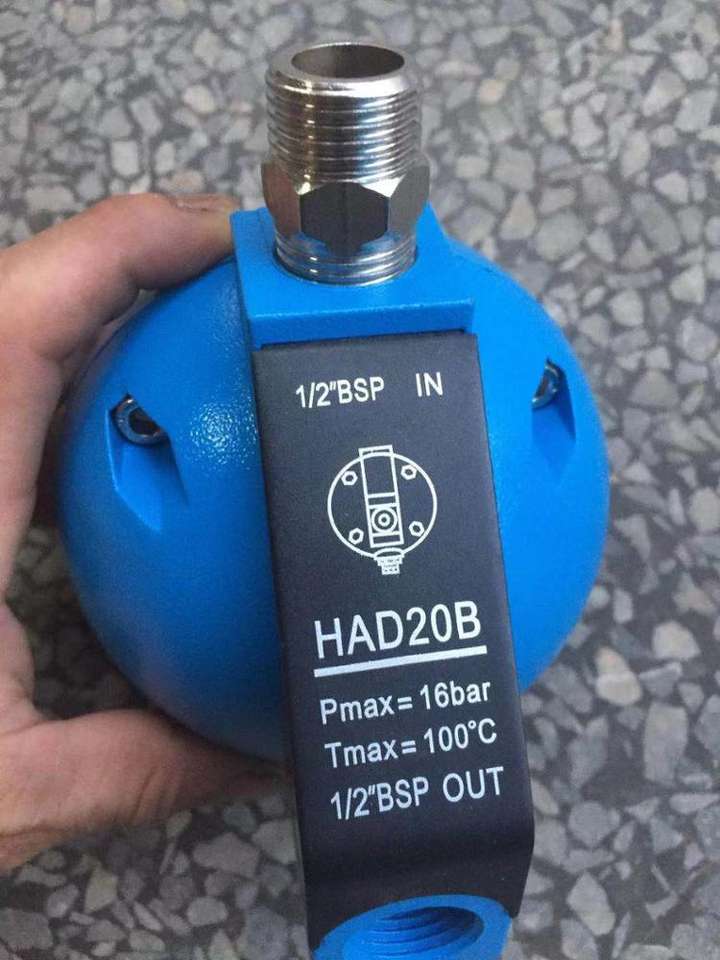 1/2"BSP IN
HAD20B
Pmax=16bar
Tmax=100°C
1/2"BSP OUT